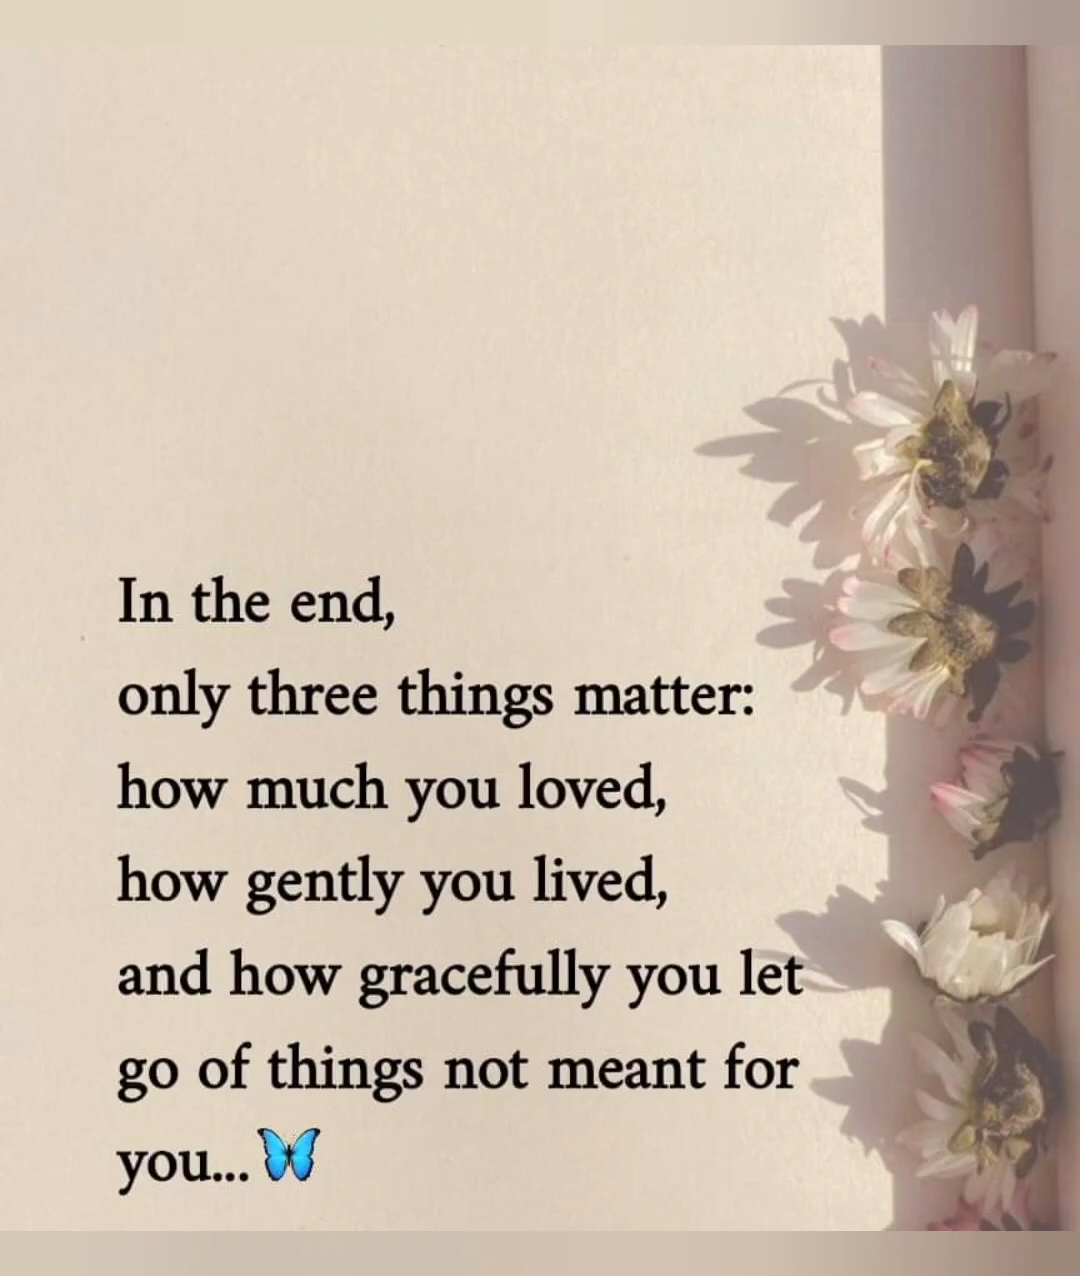 In the end,
only three things matter:
how much you loved,
how gently you lived,
and how gracefully you let
go of things not meant for
you...🦋